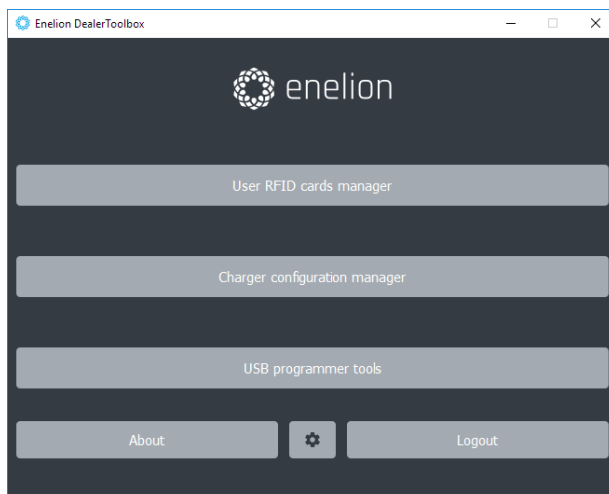 Enelion DealerToolbox
enelion
User RFID cards manager
Charger configuration manager
USB programmer tools
About
Logout